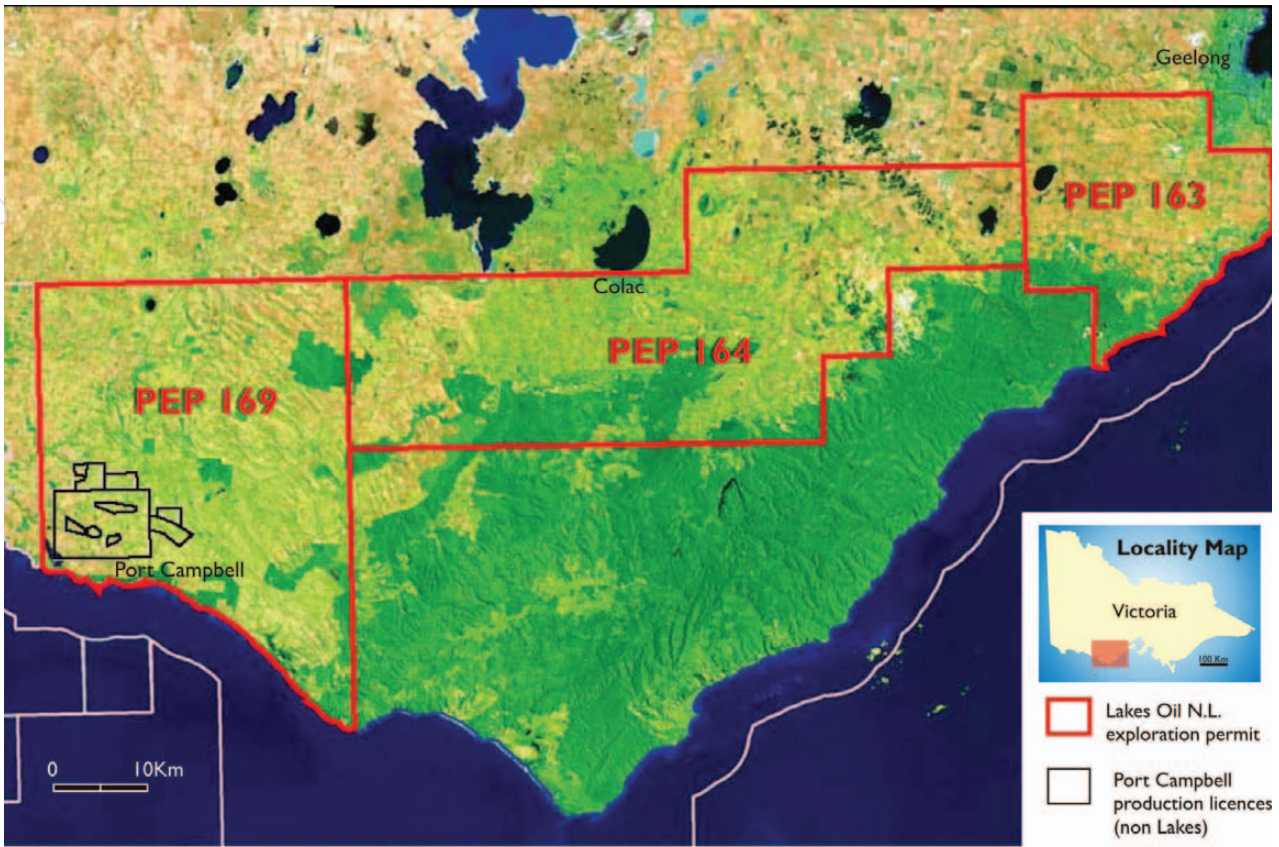 Geelong
PEP 163
Colac
PEP 164
PEP 169
Port Campbell
0 10Km
Locality Map
Victoria
100 Km
Lakes Oil N.L.
exploration permit
Port Campbell
production licences
(non Lakes)